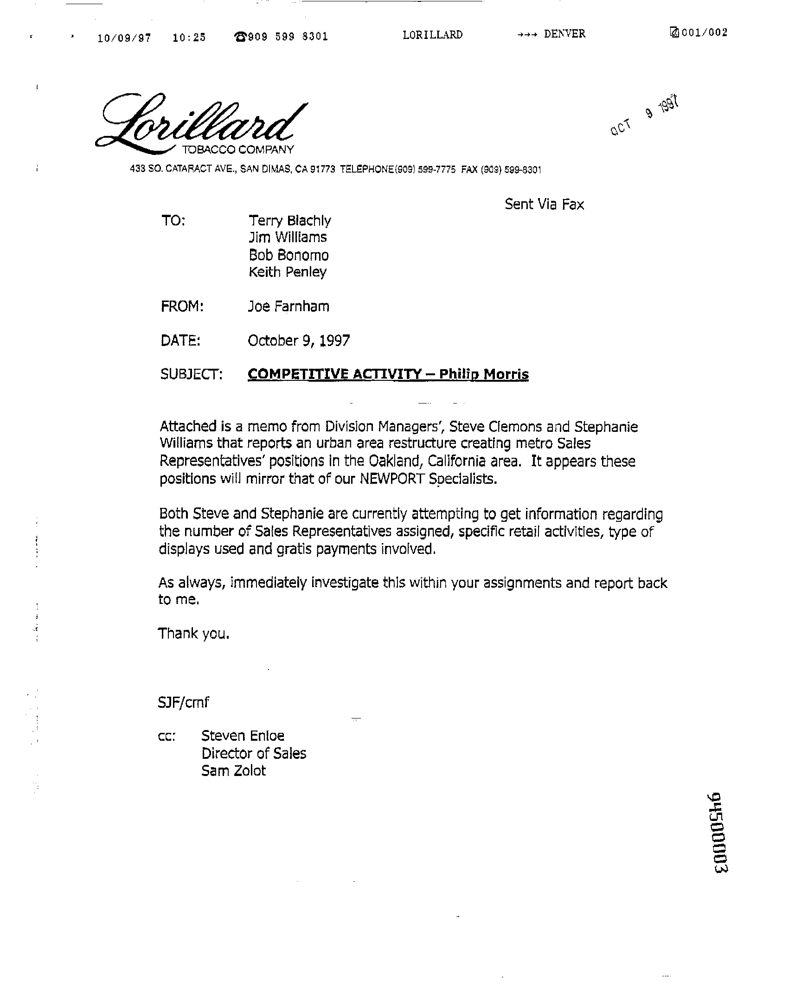 10/09/97 10:25 ☎909 599 8301 LORILLARD →→→ DENVER 001/002
OCT 9 1997
Lorillard
TOBACCO COMPANY
433 SO. CATARACT AVE., SAN DIMAS, CA 91773 TELEPHONE(909) 599-7775 FAX (909) 599-8301
Sent Via Fax
TO: Terry Blachly
Jim Williams
Bob Bonomo
Keith Penley
FROM: Joe Farnham
DATE: October 9, 1997
SUBJECT: COMPETITIVE ACTIVITY – Philip Morris
Attached is a memo from Division Managers', Steve Clemons and Stephanie
Williams that reports an urban area restructure creating metro Sales
Representatives' positions in the Oakland, California area. It appears these
positions will mirror that of our NEWPORT Specialists.
Both Steve and Stephanie are currently attempting to get information regarding
the number of Sales Representatives assigned, specific retail activities, type of
displays used and gratis payments involved.
As always, immediately investigate this within your assignments and report back
to me.
Thank you.
SJF/cmf
cc: Steven Enloe
Director of Sales
Sam Zolot
94500003